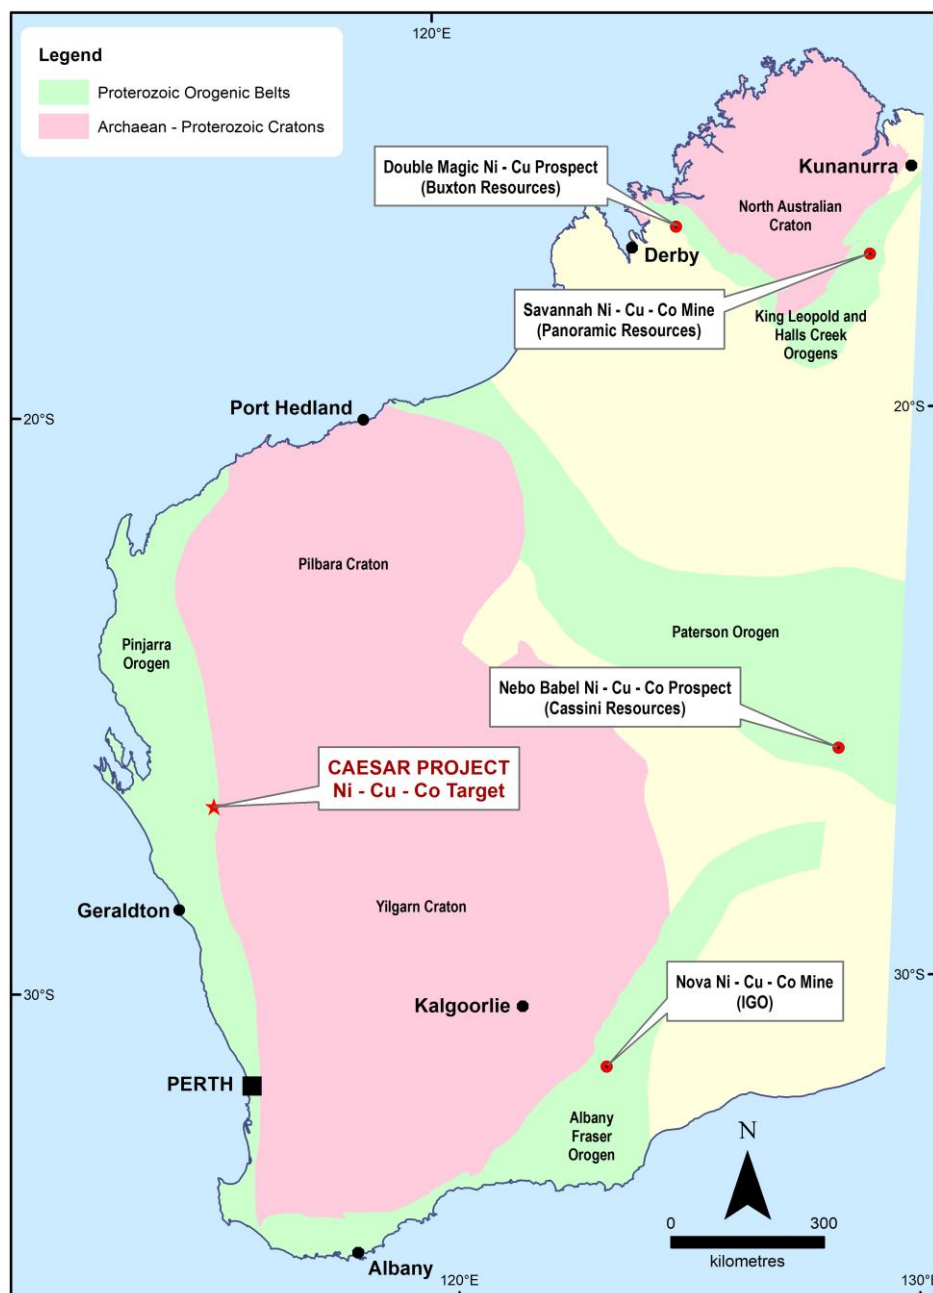 120°E
Legend
Proterozoic Orogenic Belts
Archaean - Proterozoic Cratons
Double Magic Ni - Cu Prospect
(Buxton Resources)
Kununurra
North Australian
Craton
Derby
Savannah Ni - Cu - Co Mine
(Panoramic Resources)
King Leopold and
Halls Creek
Orogens
Port Hedland
20°S
20°S
Pilbara Craton
Pinjarra
Orogen
Paterson Orogen
Nebo Babel Ni - Cu - Co Prospect
(Cassini Resources)
CAESAR PROJECT
Ni - Cu - Co Target
Yilgarn Craton
Geraldton
30°S
30°S
Kalgoorlie
Nova Ni - Cu - Co Mine
(IGO)
PERTH
Albany
Fraser
Orogen
N
0
300
kilometres
Albany
120°E
130°E